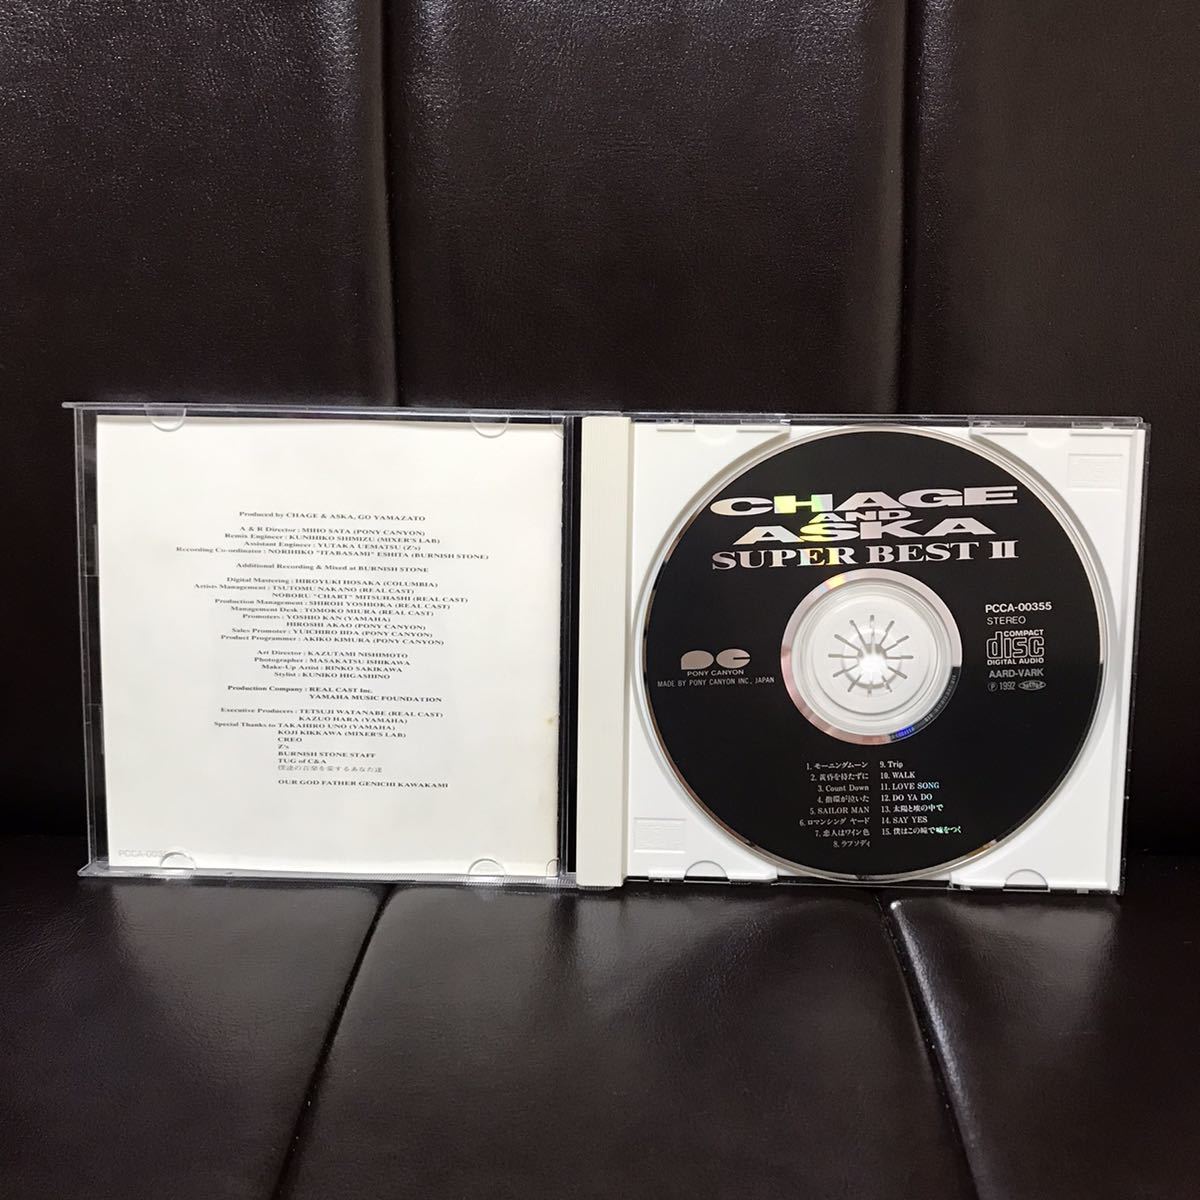 Produced by CHAGE & ASKA, GO YAMAZATO
A & R Director : MIHO SATA (PONY CANYON)
Remix Engineer : KUNIHIKO SHIMIZU (MIXER'S LAB)
Assistant Engineer : YUTAKA UEMATSU (Z's)
Recording Co-ordinater : NORIHIKO "ITABASAMI" ESHITA (BURNISH STONE)
Additional Recording & Mixed at BURNISH STONE
Digital Mastering : HIROYUKI HOSAKA (COLUMBIA)
Artists Management : TSUTOMU NAKANO (REAL CAST)
NOBORU "CHART" MITSUHASHI (REAL CAST)
Production Management : SHIROH YOSHIOKA (REAL CAST)
Management Desk : TOMOKO MIURA (REAL CAST)
Promoters : YOSHIO KAN (YAMAHA)
HIROSHI AKAO (PONY CANYON)
Sales Promoter : YUICHIRO IIDA (PONY CANYON)
Product Programmer : AKIKO KIMURA (PONY CANYON)
Art Director : KAZUTAMI NISHIMOTO
Photographer : MASAKATSU ISHIKAWA
Make-Up Artist : RINKO SAKIKAWA
Stylist : KUNIKO HIGASHINO
Production Company : REAL CAST Inc.
YAMAHA MUSIC FOUNDATION
Executive Producers : TETSUJI WATANABE (REAL CAST)
KAZUO HARA (YAMAHA)
Special Thanks to TAKAHIRO UNO (YAMAHA)
KOJI KIKKAWA (MIXER'S LAB)
CREO
Z's
BURNISH STONE STAFF
TUG of C&A
僕達の音楽を愛するあなた達
OUR GOD FATHER GENICHI KAWAKAMI
CHAGE
AND
ASKA
SUPER BEST II
PCCA-00355
STEREO
COMPACT
disc
DIGITAL AUDIO
AARD-VARK
Ⓟ 1992
PONY CANYON
MADE BY PONY CANYON INC., JAPAN
1. モーニングムーン
2. 黄昏を待たずに
3. Count Down
4. 指環が泣いた
5. SAILOR MAN
6. ロマンシング ヤード
7. 恋人はワイン色
8. ラプソディ
9. Trip
10. WALK
11. LOVE SONG
12. DO YA DO
13. 太陽と埃の中で
14. SAY YES
15. 僕はこの瞳で嘘をつく